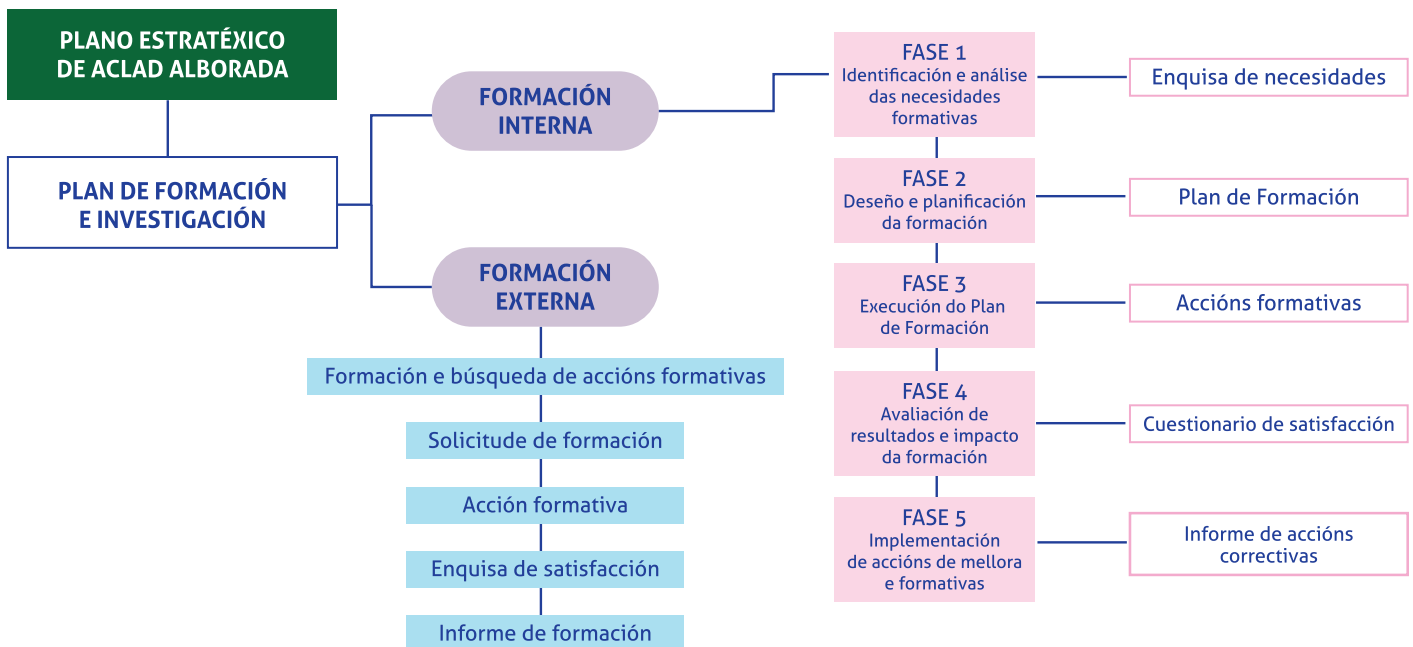 PLANO ESTRATÉXICO
DE ACLAD ALBORADA
PLAN DE FORMACIÓN
E INVESTIGACIÓN
FORMACIÓN
INTERNA
FORMACIÓN
EXTERNA
Formación e búsqueda de accións formativas
Solicitude de formación
Acción formativa
Enquisa de satisfacción
Informe de formación
FASE 1
Identificación e análise
das necesidades
formativas
Enquisa de necesidades
FASE 2
Deseño e planificación
da formación
Plan de Formación
FASE 3
Execución do Plan
de Formación
Accións formativas
FASE 4
Avaliación de
resultados e impacto
da formación
Cuestionario de satisfacción
FASE 5
Implementación
de accións de mellora
e formativas
Informe de accións
correctivas